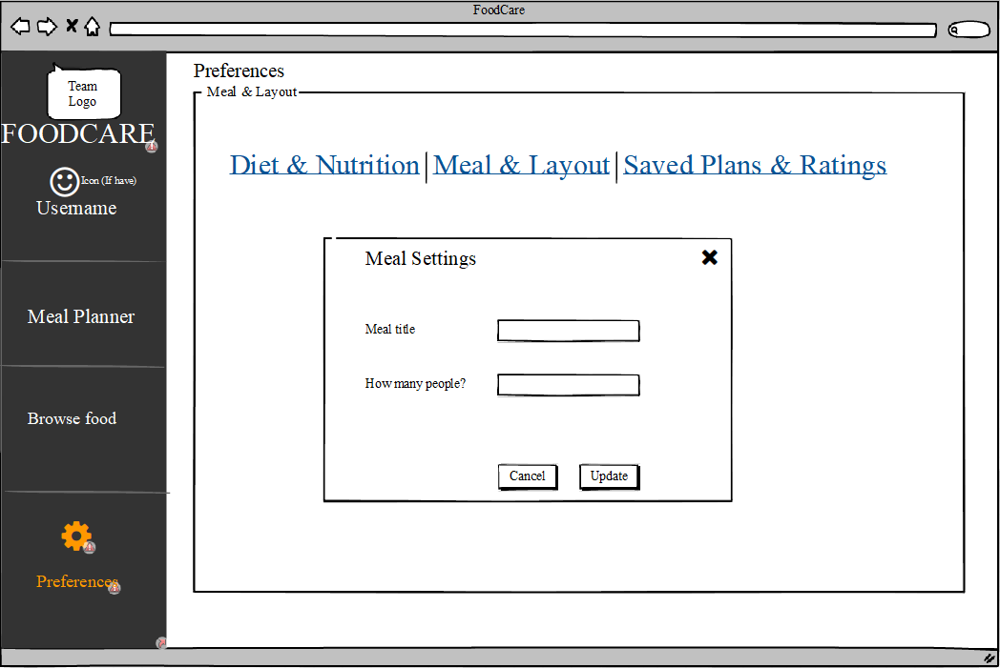 FoodCare
Team
Logo
FOODCARE
Icon (If have)
Username
Meal Planner
Browse food
Preferences
Preferences
Meal & Layout
Diet & Nutrition
Meal & Layout
Saved Plans & Ratings
Meal Settings
Meal title
How many people?
Cancel
Update